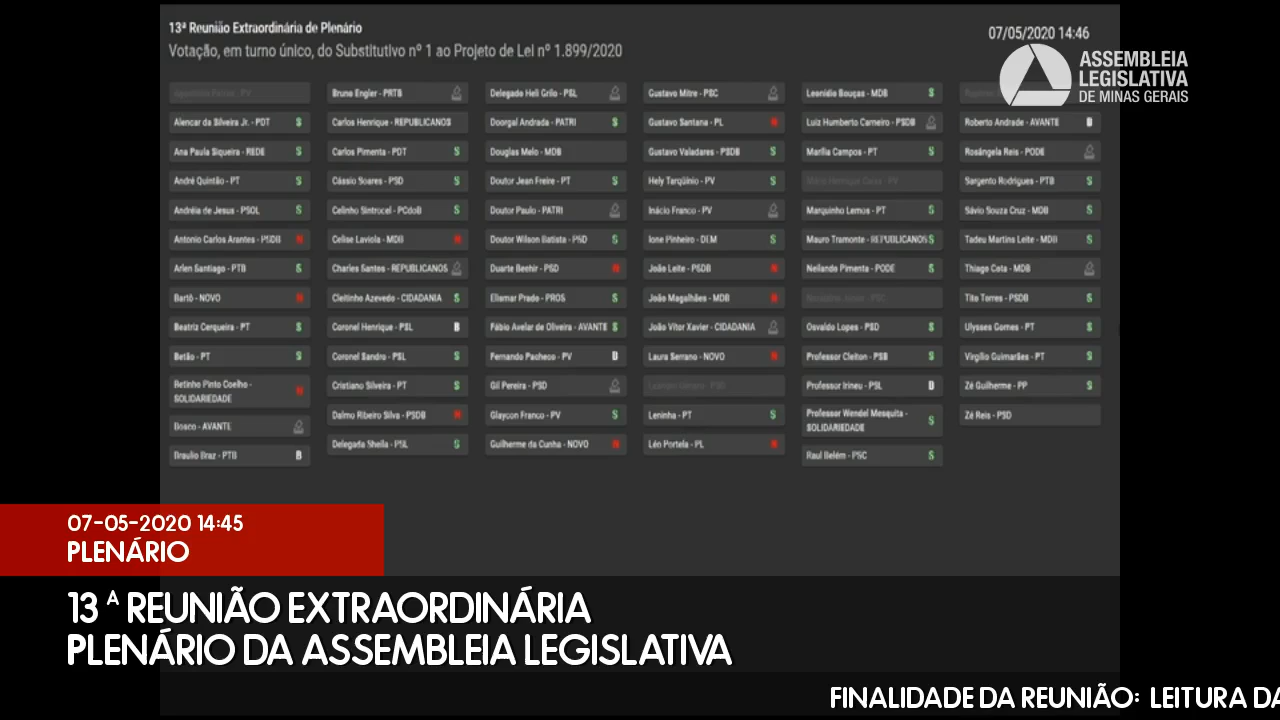 13ª Reunião Extraordinária de Plenário
Votação, em turno único, do Substitutivo nº 1 ao Projeto de Lei nº 1.899/2020
07/05/2020 14:46
ASSEMBLEIA
LEGISLATIVA
DE MINAS GERAIS
Alencar da Silveira Jr. - PDT S
Ana Paula Siqueira - REDE S
André Quintão - PT S
Andréia de Jesus - PSOL S
Antonio Carlos Arantes - PSDB N
Arlen Santiago - PTB S
Bartô - NOVO N
Beatriz Cerqueira - PT S
Betão - PT S
Betinho Pinto Coelho -
SOLIDARIEDADE N
Bosco - AVANTE
Braulio Braz - PTB B
Bruno Engler - PRTB
Carlos Henrique - REPUBLICANOS
Carlos Pimenta - PDT S
Cássio Soares - PSD S
Celinho Sintrocel - PCdoB S
Celise Laviola - MDB N
Charles Santos - REPUBLICANOS
Cleitinho Azevedo - CIDADANIA S
Coronel Henrique - PSL B
Coronel Sandro - PSL S
Cristiano Silveira - PT S
Dalmo Ribeiro Silva - PSDB N
Delegada Sheila - PSL S
Delegado Heli Grilo - PSL
Doorgal Andrada - PATRI S
Douglas Melo - MDB
Doutor Jean Freire - PT S
Doutor Paulo - PATRI
Doutor Wilson Batista - PSD S
Duarte Bechir - PSD N
Elismar Prado - PROS S
Fábio Avelar de Oliveira - AVANTE S
Fernando Pacheco - PV B
Gil Pereira - PSD
Glaycon Franco - PV S
Guilherme da Cunha - NOVO N
Gustavo Mitre - PSC
Gustavo Santana - PL N
Gustavo Valadares - PSDB S
Hely Tarqüínio - PV S
Inácio Franco - PV
Ione Pinheiro - DEM S
João Leite - PSDB N
João Magalhães - MDB N
João Vítor Xavier - CIDADANIA
Laura Serrano - NOVO N
Leninha - PT S
Léo Portela - PL N
Leonídio Bouças - MDB S
Luiz Humberto Carneiro - PSDB
Marília Campos - PT S
Marquinho Lemos - PT S
Mauro Tramonte - REPUBLICANOS S
Neilando Pimenta - PODE S
Osvaldo Lopes - PSD S
Professor Cleiton - PSB S
Professor Irineu - PSL B
Professor Wendel Mesquita -
SOLIDARIEDADE S
Raul Belém - PSC S
Roberto Andrade - AVANTE B
Rosângela Reis - PODE
Sargento Rodrigues - PTB S
Sávio Souza Cruz - MDB S
Tadeu Martins Leite - MDB S
Thiago Cota - MDB
Tito Torres - PSDB S
Ulysses Gomes - PT S
Virgílio Guimarães - PT S
Zé Guilherme - PP S
Zé Reis - PSD
07-05-2020 14:45
PLENÁRIO
13 ª REUNIÃO EXTRAORDINÁRIA
PLENÁRIO DA ASSEMBLEIA LEGISLATIVA
FINALIDADE DA REUNIÃO: LEITURA DA